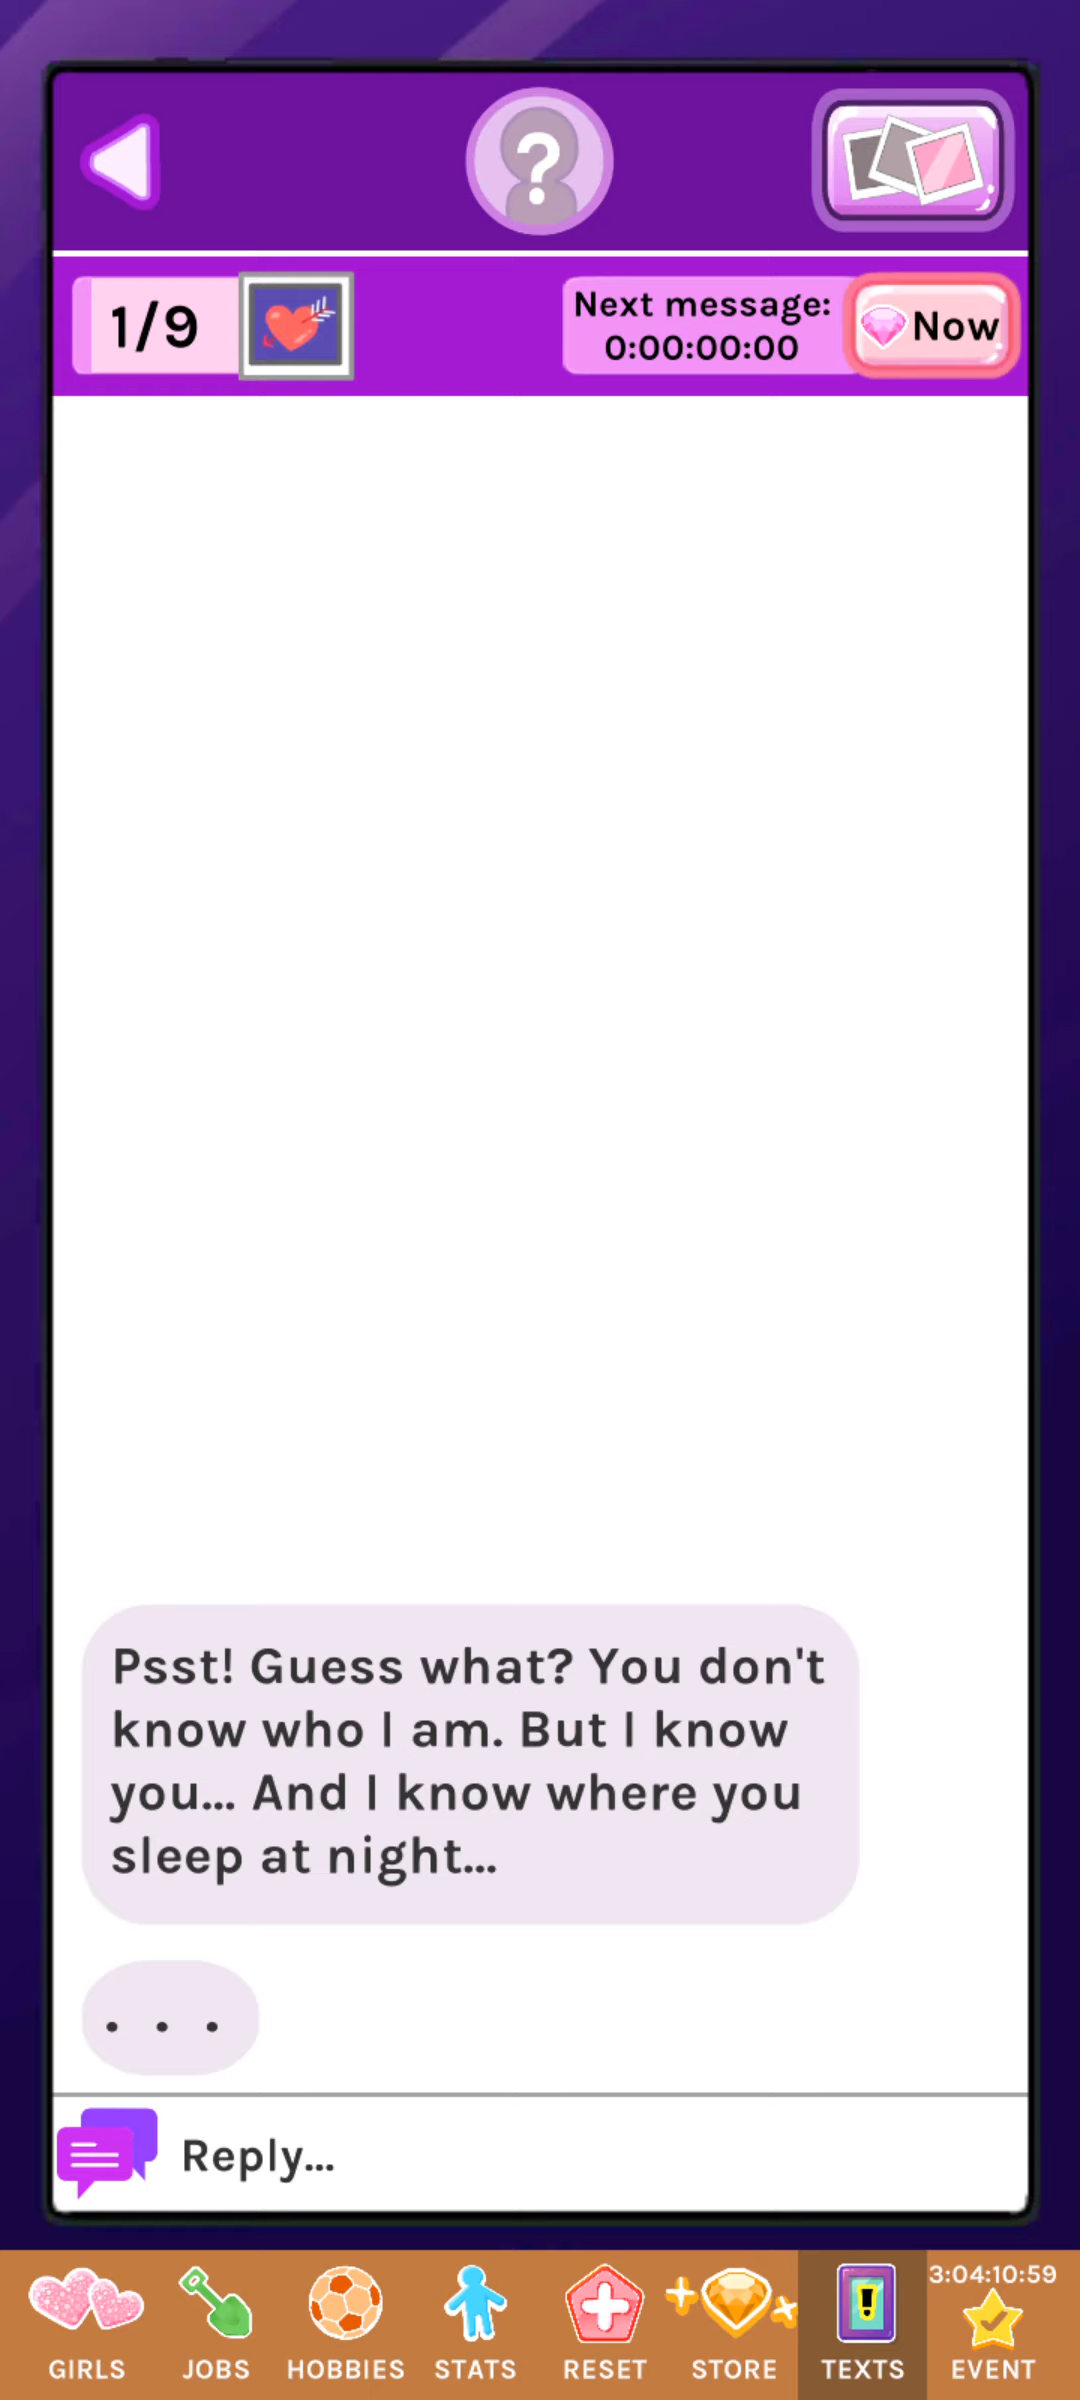 ?
1/9
Next message:
0:00:00:00
Now
Psst! Guess what? You don't
know who I am. But I know
you... And I know where you
sleep at night...
. . .
Reply...
3:04:10:59
GIRLS
JOBS
HOBBIES
STATS
RESET
STORE
TEXTS
EVENT